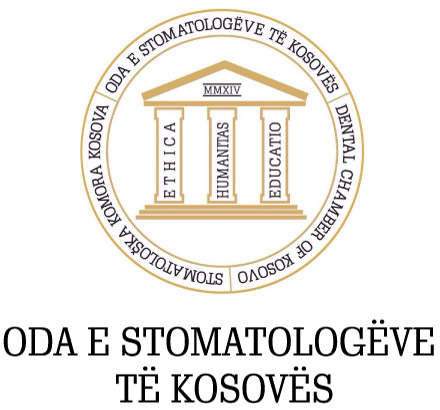 ODA E STOMATOLOGËVE TË KOSOVËS
DENTAL CHAMBER OF KOSOVO
STOMATOLOŠKA KOMORA KOSOVA
MMXIV
ETHICA
HUMANITAS
EDUCATIO
ODA E STOMATOLOGËVE
TË KOSOVËS